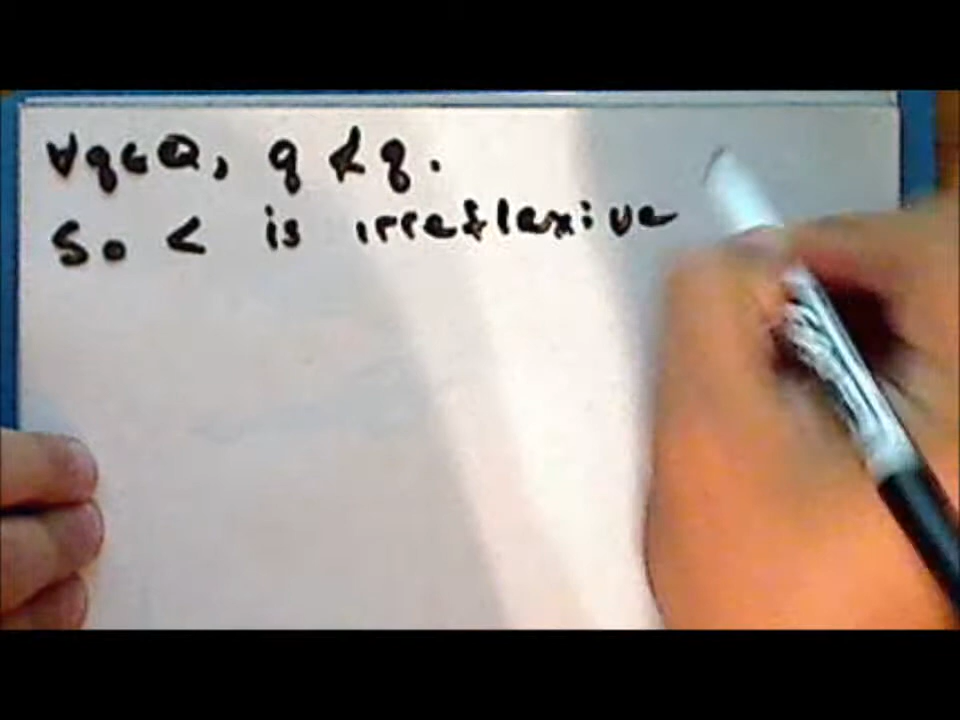 ∀q∈Q, q ≮ q.
So < is irreflexive